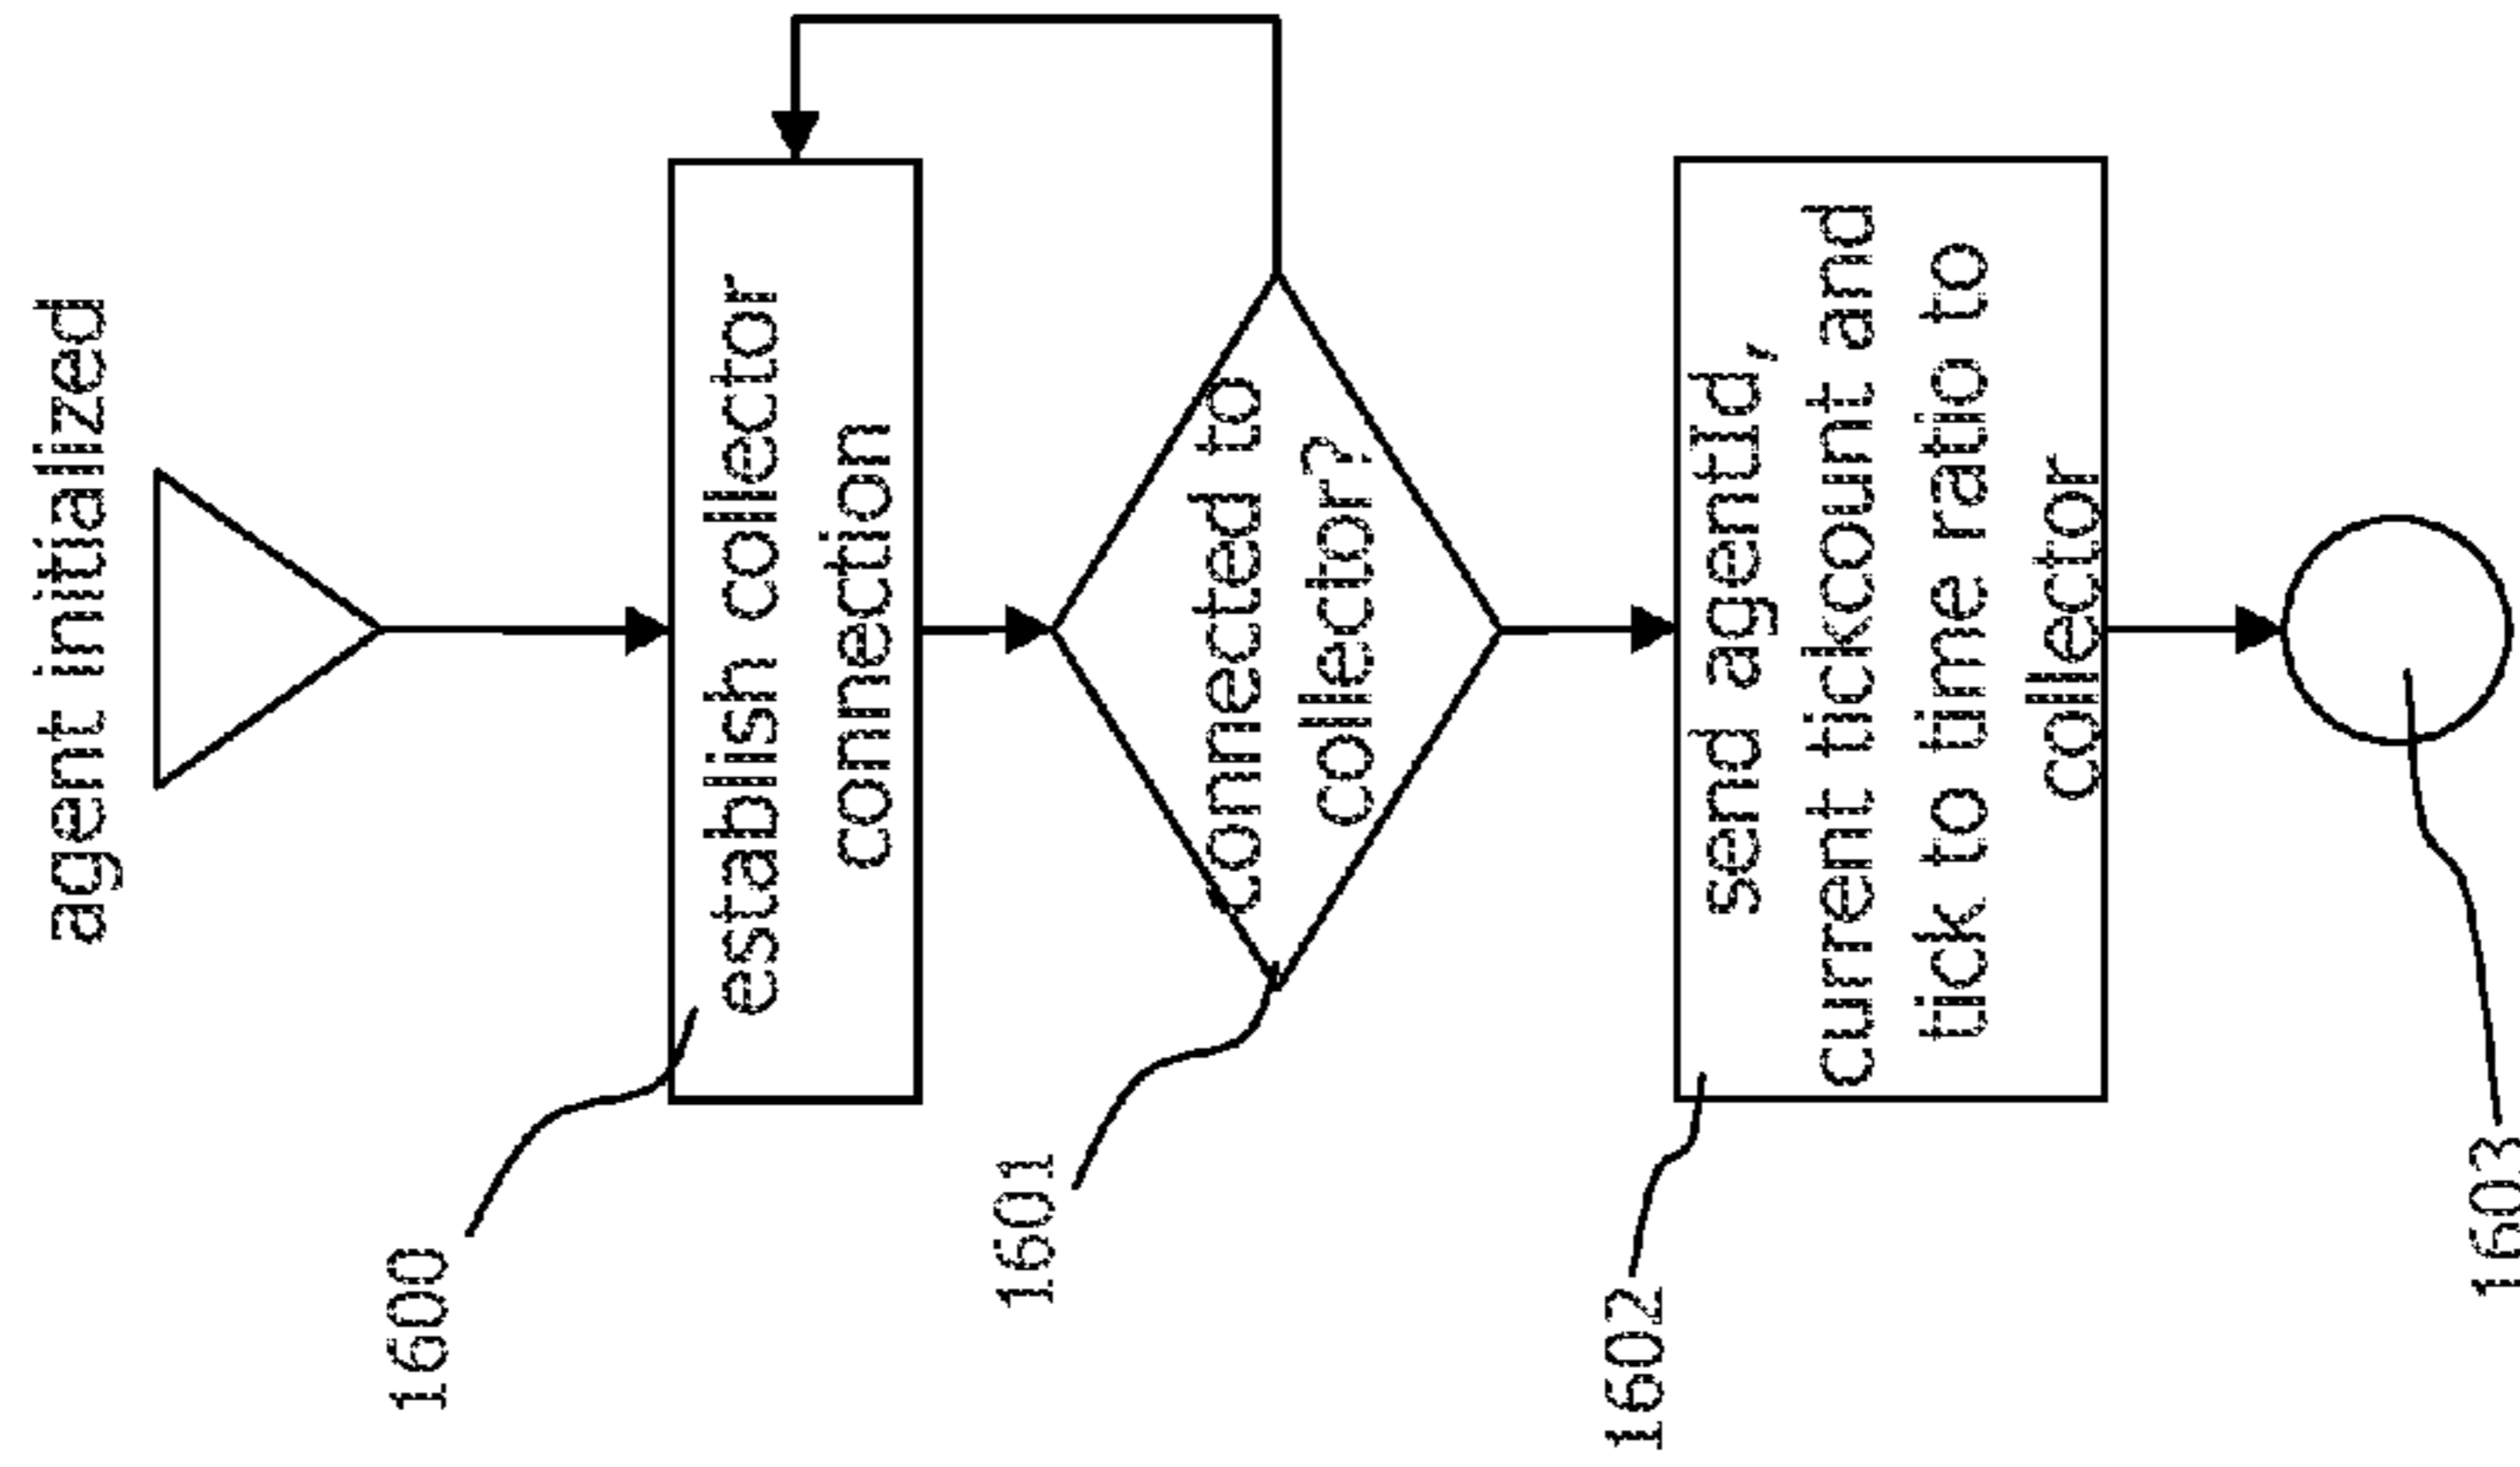 agent initialized
1600
establish collector
connection
1601
connected to
collector?
1602
send agentId,
current tickcount and
tick to time ratio to
collector
1603